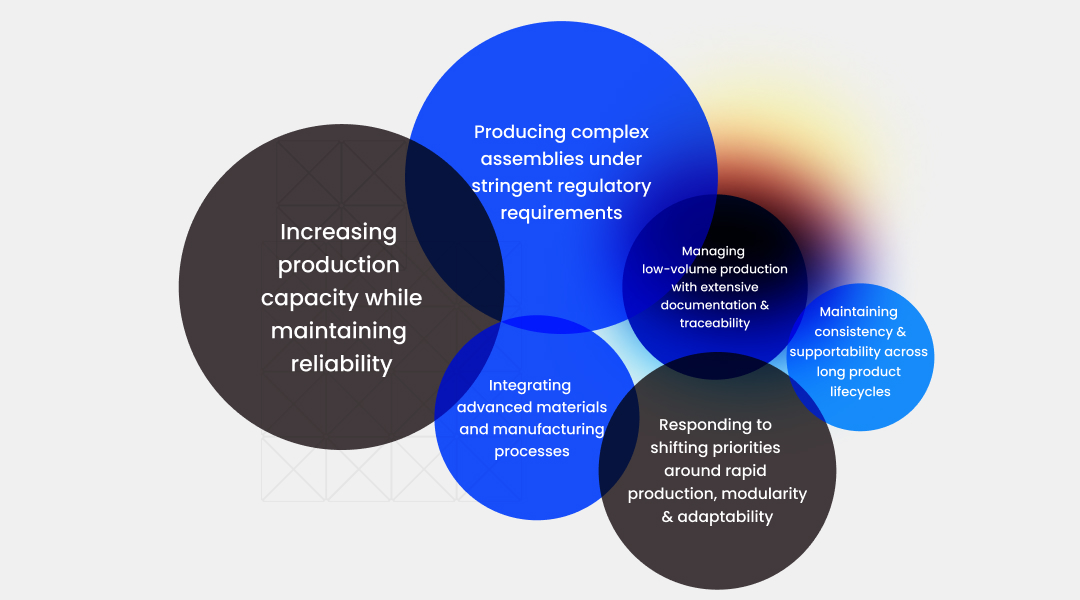 Producing complex
assemblies under
stringent regulatory
requirements
Increasing
production
capacity while
maintaining
reliability
Managing
low-volume production
with extensive
documentation &
traceability
Maintaining
consistency &
supportability across
long product
lifecycles
Integrating
advanced materials
and manufacturing
processes
Responding to
shifting priorities
around rapid
production, modularity
& adaptability